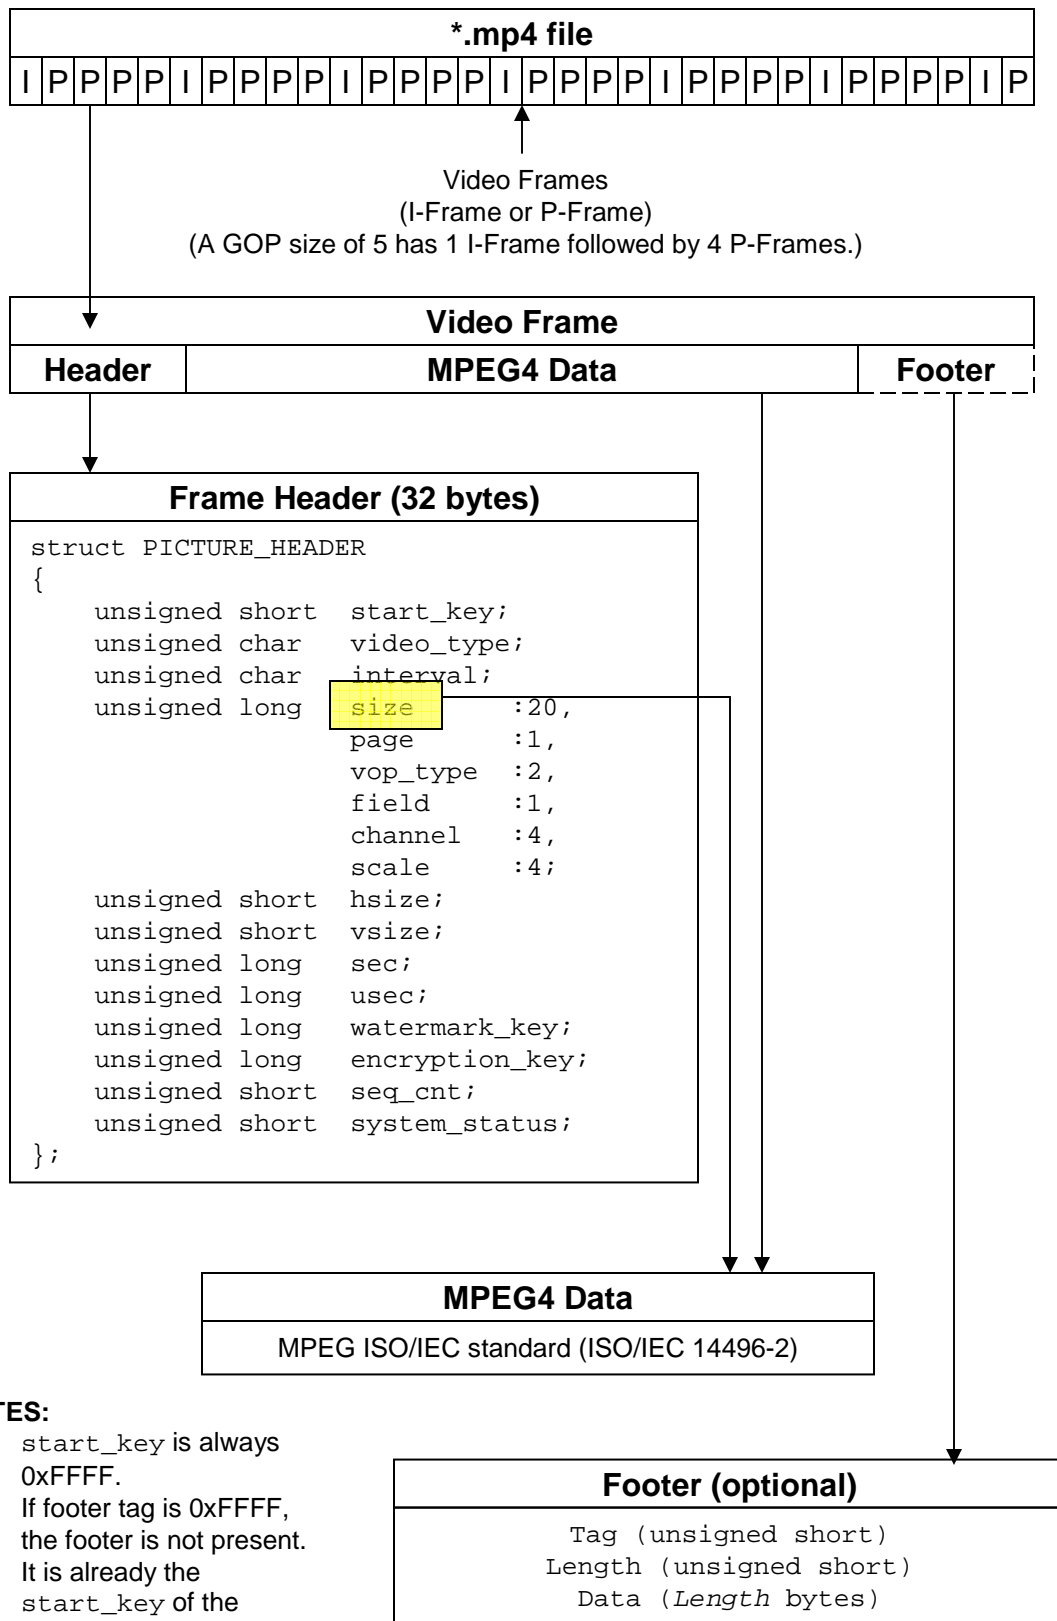 *.mp4 file
I P P P P I P P P P I P P P P I P P P P I P P P P I P P P P I P
Video Frames
(I-Frame or P-Frame)
(A GOP size of 5 has 1 I-Frame followed by 4 P-Frames.)
Video Frame
Header MPEG4 Data Footer
Frame Header (32 bytes)
struct PICTURE_HEADER
{
unsigned short start_key;
unsigned char video_type;
unsigned char interval;
unsigned long size :20,
page :1,
vop_type :2,
field :1,
channel :4,
scale :4;
unsigned short hsize;
unsigned short vsize;
unsigned long sec;
unsigned long usec;
unsigned long watermark_key;
unsigned long encryption_key;
unsigned short seq_cnt;
unsigned short system_status;
};
MPEG4 Data
MPEG ISO/IEC standard (ISO/IEC 14496-2)
TES:
start_key is always
0xFFFF.
If footer tag is 0xFFFF,
the footer is not present.
It is already the
start_key of the
Footer (optional)
Tag (unsigned short)
Length (unsigned short)
Data (Length bytes)